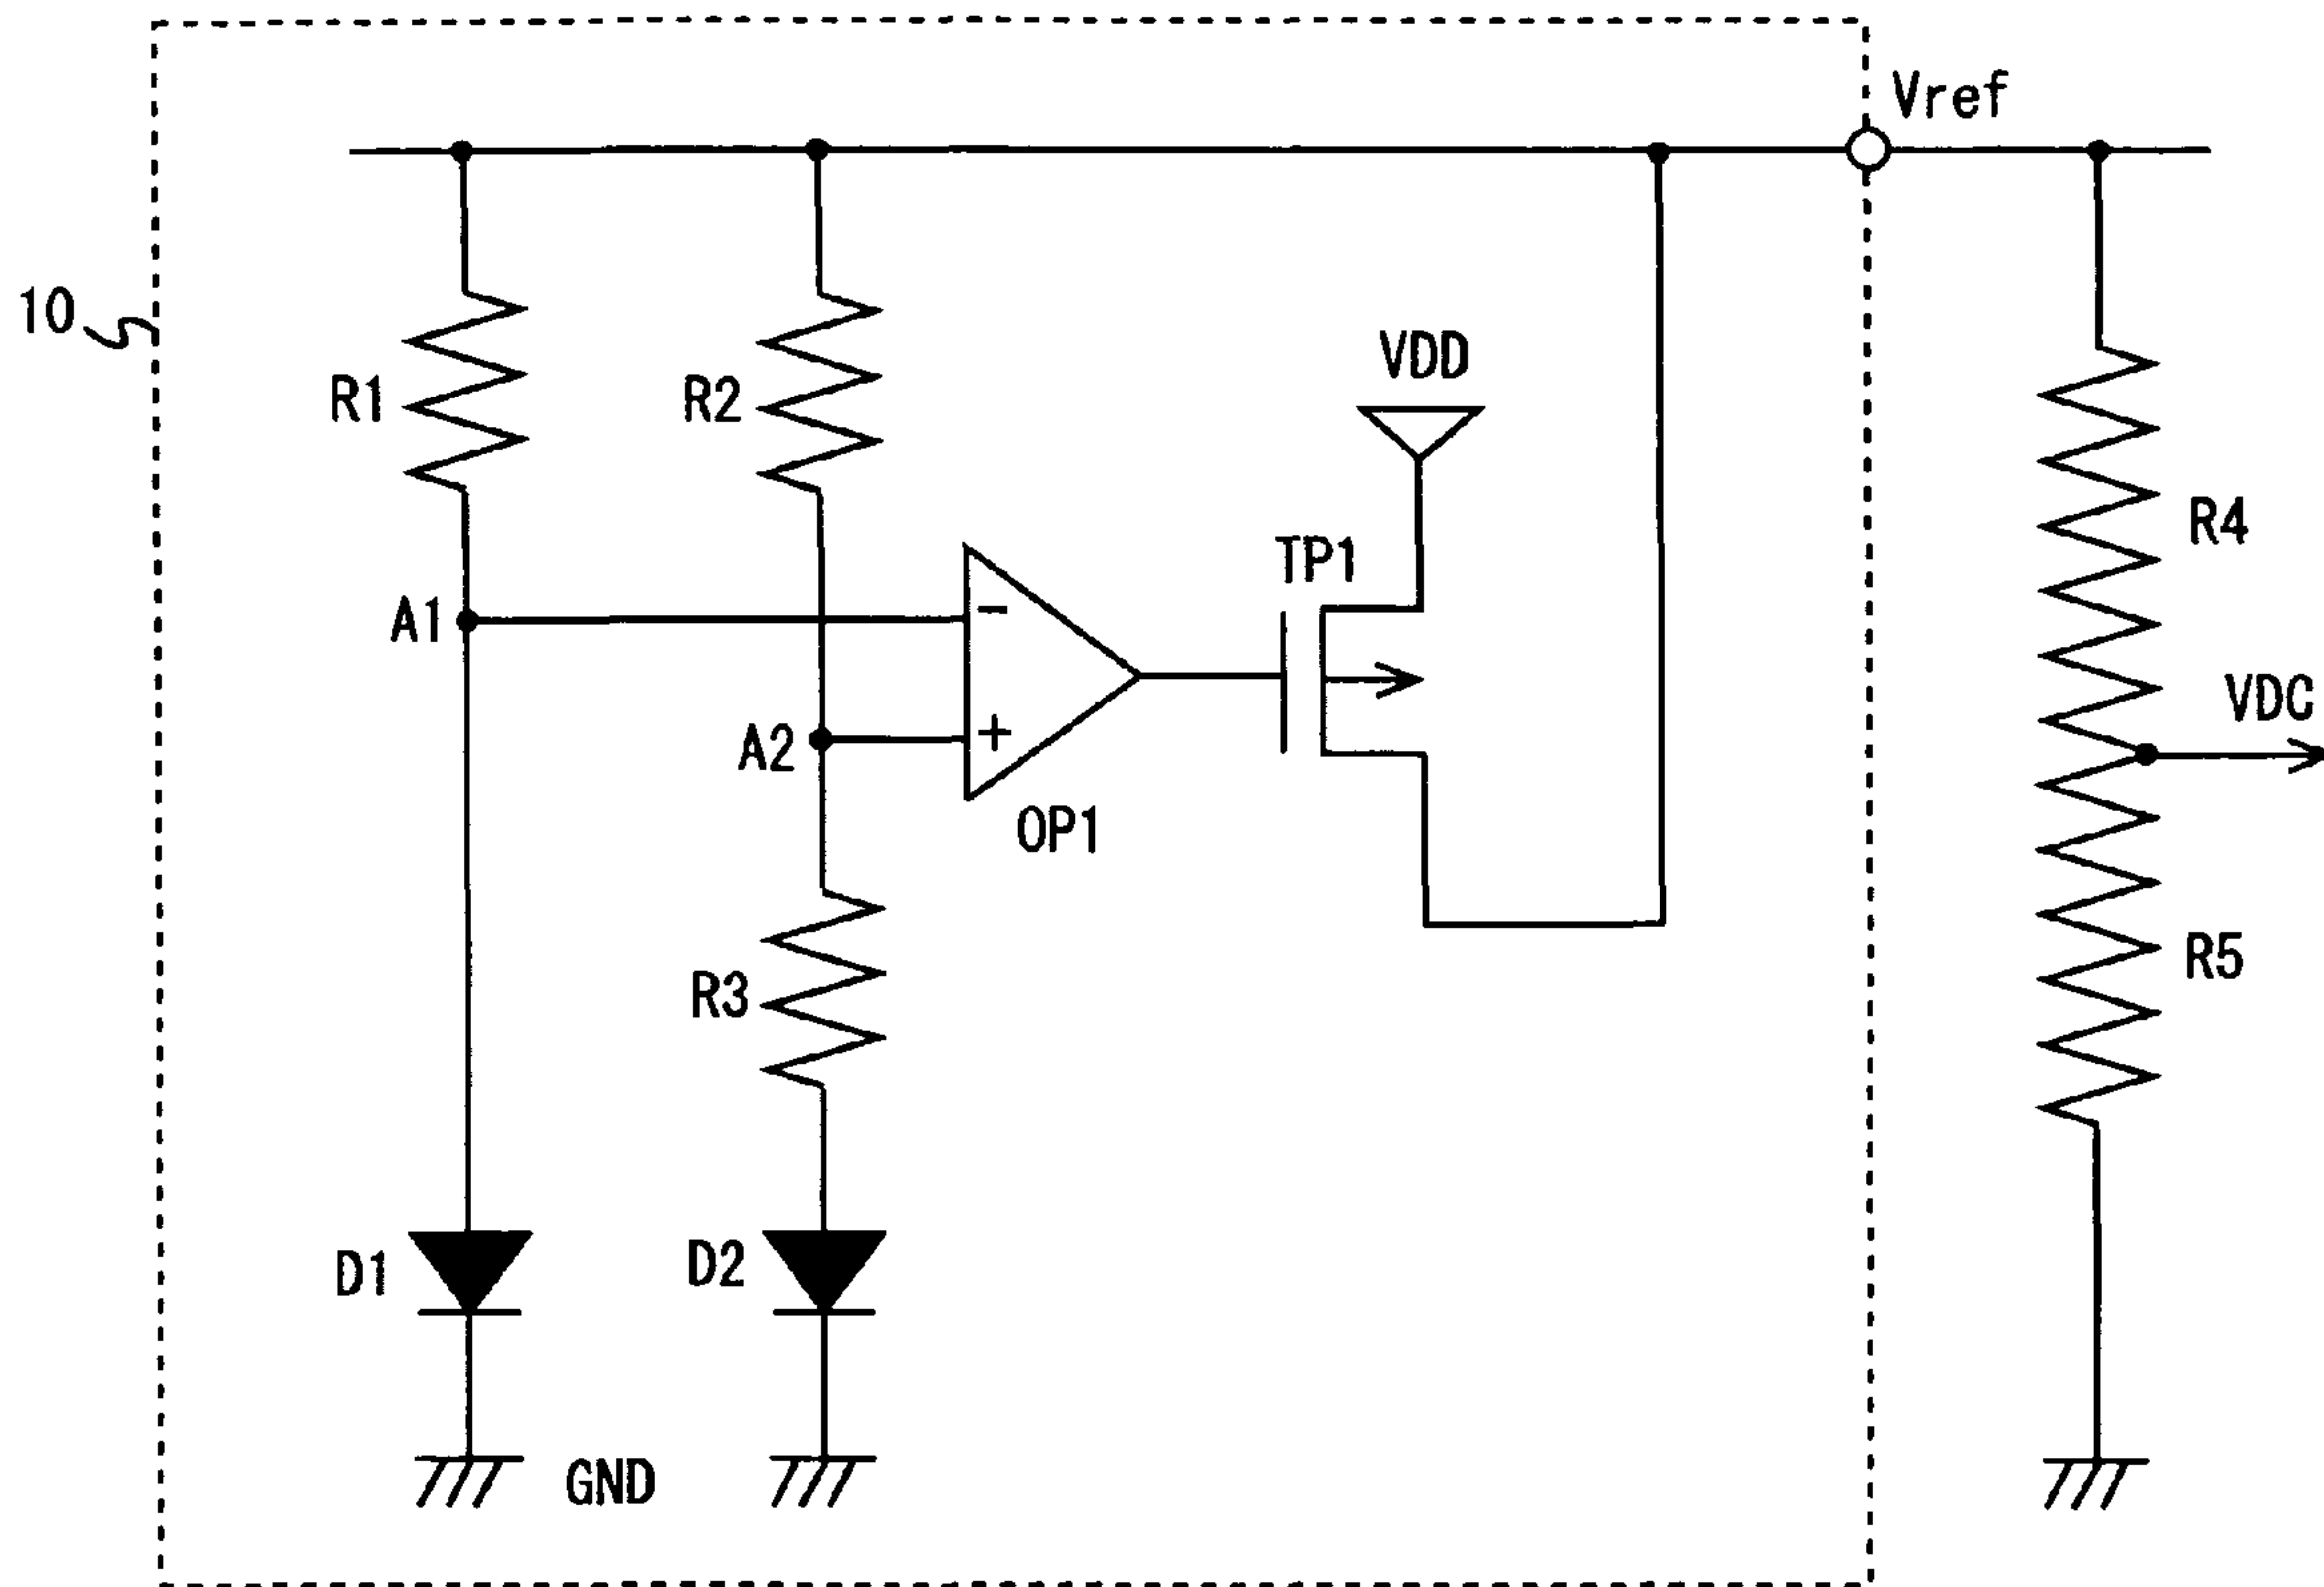 Vref
10
VDD
R1
R2
R4
TP1
A1
-
VDC
A2
+
OP1
R3
R5
D1
D2
GND